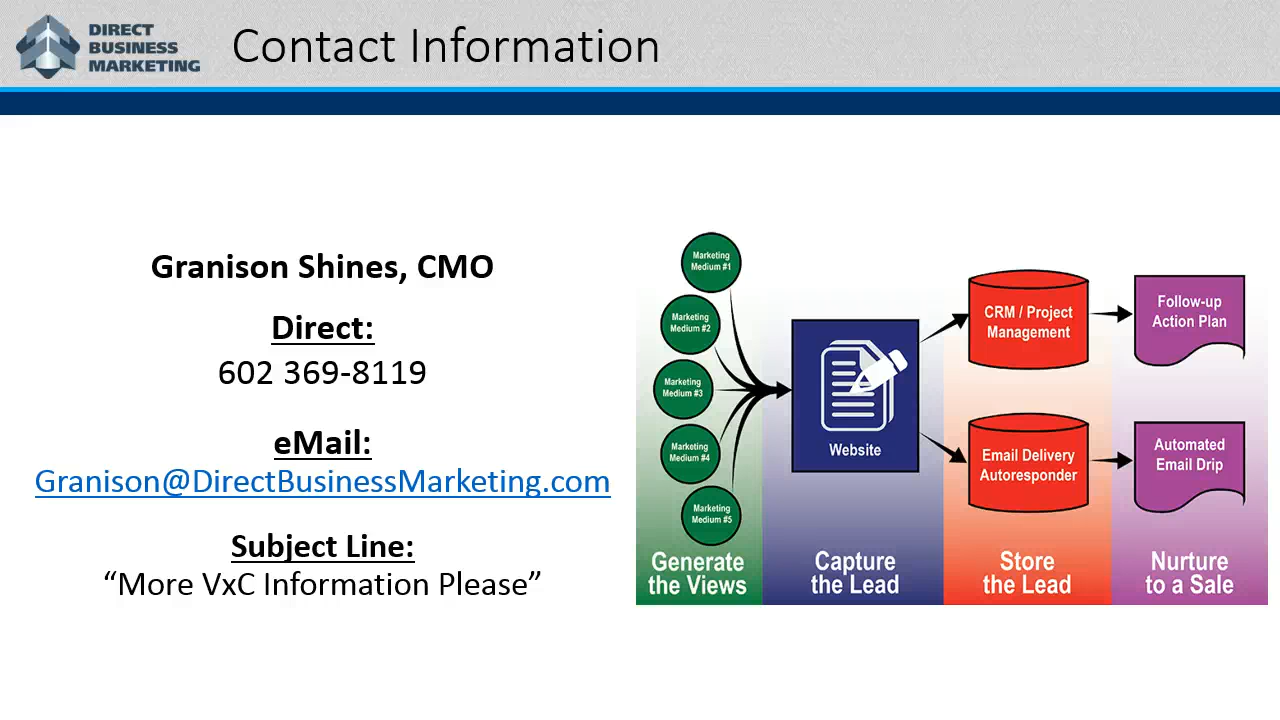 DIRECT
BUSINESS
MARKETING
Contact Information
Granison Shines, CMO
Direct:
602 369-8119
eMail:
Granison@DirectBusinessMarketing.com
Subject Line:
“More VxC Information Please”
Marketing
Medium #1
Marketing
Medium #2
Marketing
Medium #3
Marketing
Medium #4
Marketing
Medium #5
Generate
the Views
Website
Capture
the Lead
CRM / Project
Management
Email Delivery
Autoresponder
Store
the Lead
Follow-up
Action Plan
Automated
Email Drip
Nurture
to a Sale